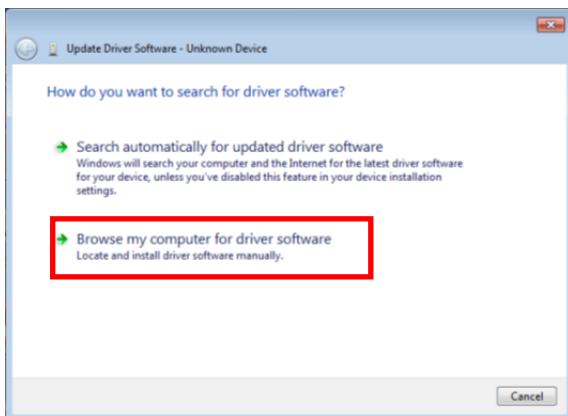 Update Driver Software - Unknown Device
How do you want to search for driver software?
Search automatically for updated driver software
Windows will search your computer and the Internet for the latest driver software
for your device, unless you've disabled this feature in your device installation
settings.
Browse my computer for driver software
Locate and install driver software manually.
Cancel